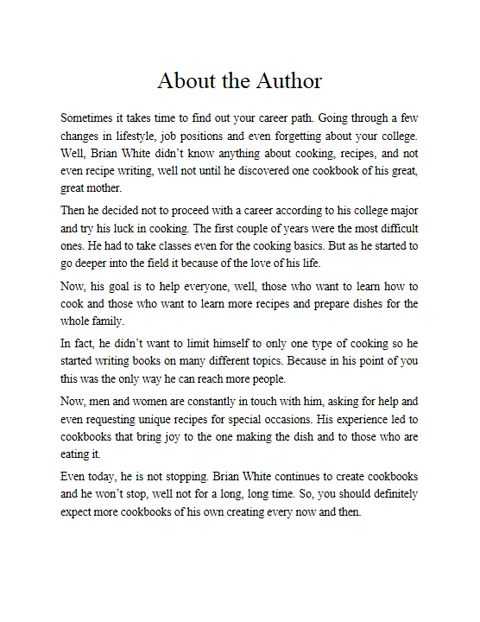 About the Author
Sometimes it takes time to find out your career path. Going through a few
changes in lifestyle, job positions and even forgetting about your college.
Well, Brian White didn't know anything about cooking, recipes, and not
even recipe writing, well not until he discovered one cookbook of his great,
great mother.
Then he decided not to proceed with a career according to his college major
and try his luck in cooking. The first couple of years were the most difficult
ones. He had to take classes even for the cooking basics. But as he started to
go deeper into the field it because of the love of his life.
Now, his goal is to help everyone, well, those who want to learn how to
cook and those who want to learn more recipes and prepare dishes for the
whole family.
In fact, he didn't want to limit himself to only one type of cooking so he
started writing books on many different topics. Because in his point of you
this was the only way he can reach more people.
Now, men and women are constantly in touch with him, asking for help and
even requesting unique recipes for special occasions. His experience led to
cookbooks that bring joy to the one making the dish and to those who are
eating it.
Even today, he is not stopping. Brian White continues to create cookbooks
and he won't stop, well not for a long, long time. So, you should definitely
expect more cookbooks of his own creating every now and then.